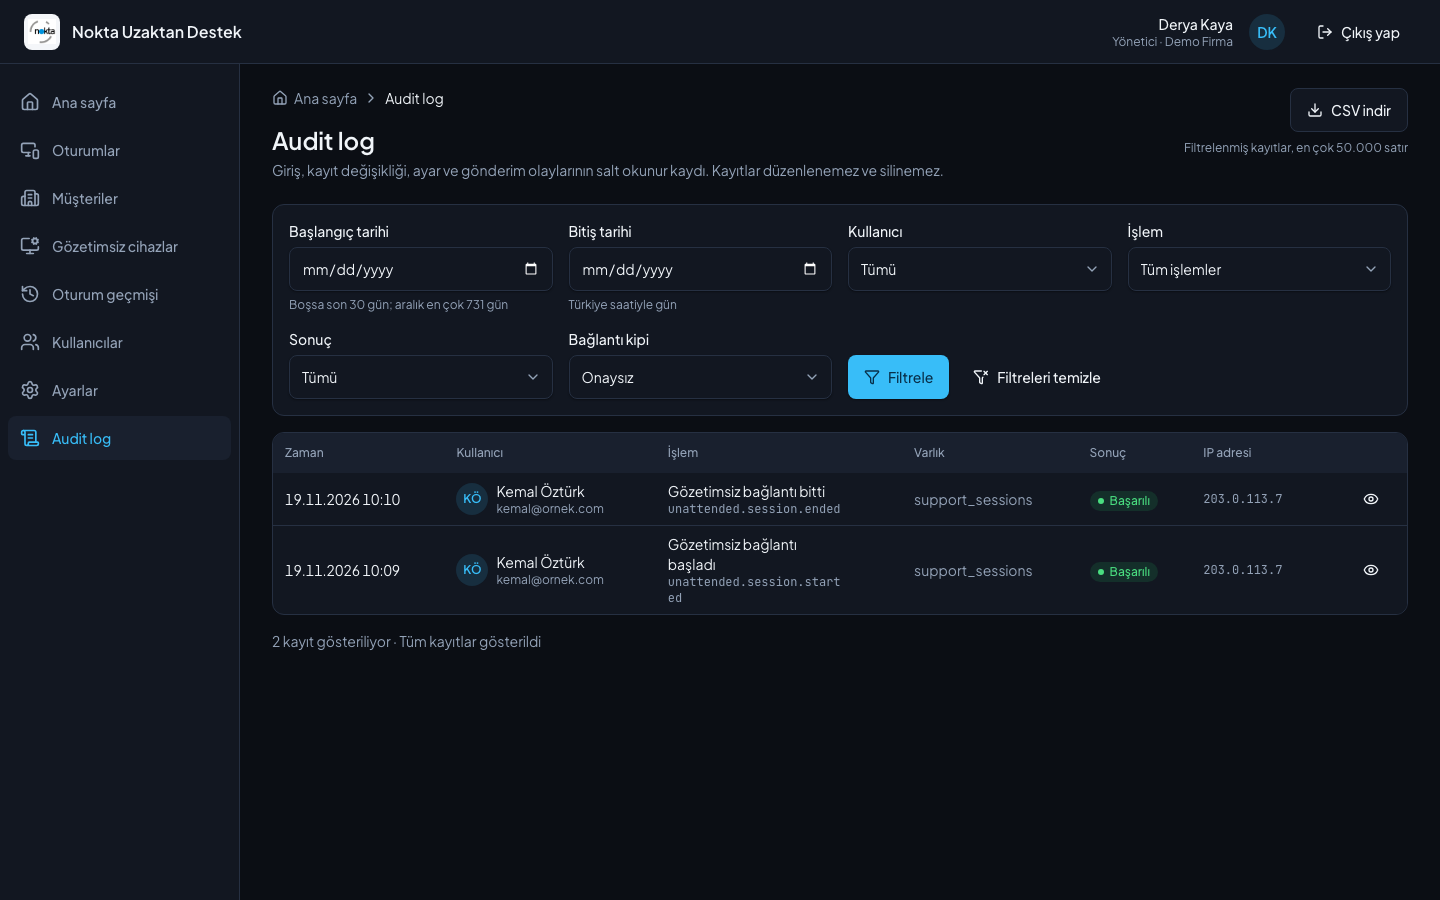 nokta
Nokta Uzaktan Destek
Derya Kaya
Yönetici · Demo Firma
DK
Çıkış yap
Ana sayfa
Oturumlar
Müşteriler
Gözetimsiz cihazlar
Oturum geçmişi
Kullanıcılar
Ayarlar
Audit log
Ana sayfa > Audit log
CSV indir
Audit log
Filtrelenmiş kayıtlar, en çok 50.000 satır
Giriş, kayıt değişikliği, ayar ve gönderim olaylarının salt okunur kaydı. Kayıtlar düzenlenemez ve silinemez.
Başlangıç tarihi Bitiş tarihi Kullanıcı İşlem
mm/dd/yyyy mm/dd/yyyy Tümü Tüm işlemler
Boşsa son 30 gün; aralık en çok 731 gün Türkiye saatiyle gün
Sonuç Bağlantı kipi
Tümü Onaysız Filtrele Filtreleri temizle
Zaman Kullanıcı İşlem Varlık Sonuç IP adresi
19.11.2026 10:10 KÖ Kemal Öztürk Gözetimsiz bağlantı bitti support_sessions Başarılı 203.0.113.7
kemal@ornek.com unattended.session.ended
Gözetimsiz bağlantı
başladı
19.11.2026 10:09 KÖ Kemal Öztürk support_sessions Başarılı 203.0.113.7
kemal@ornek.com unattended.session.start
ed
2 kayıt gösteriliyor · Tüm kayıtlar gösterildi